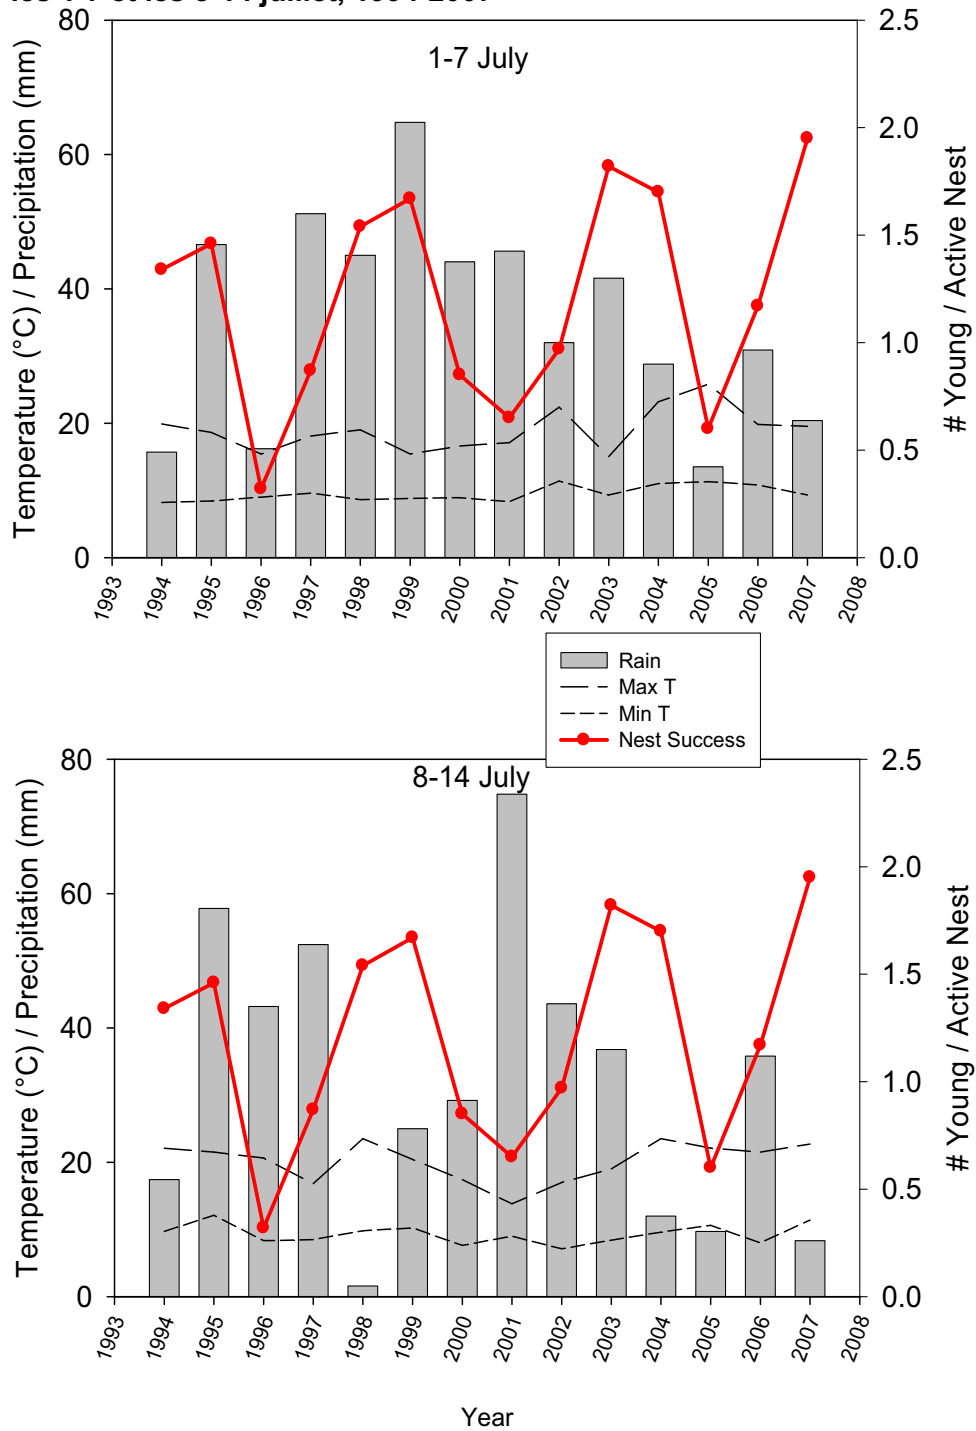 1-7 July
80
60
40
20
0
2.5
2.0
1.5
1.0
0.5
0.0
Temperature (°C) / Precipitation (mm)
# Young / Active Nest
1993 1994 1995 1996 1997 1998 1999 2000 2001 2002 2003 2004 2005 2006 2007 2008
Rain
Max T
Min T
Nest Success
8-14 July
80
60
40
20
0
2.5
2.0
1.5
1.0
0.5
0.0
Temperature (°C) / Precipitation (mm)
# Young / Active Nest
1993 1994 1995 1996 1997 1998 1999 2000 2001 2002 2003 2004 2005 2006 2007 2008
Year